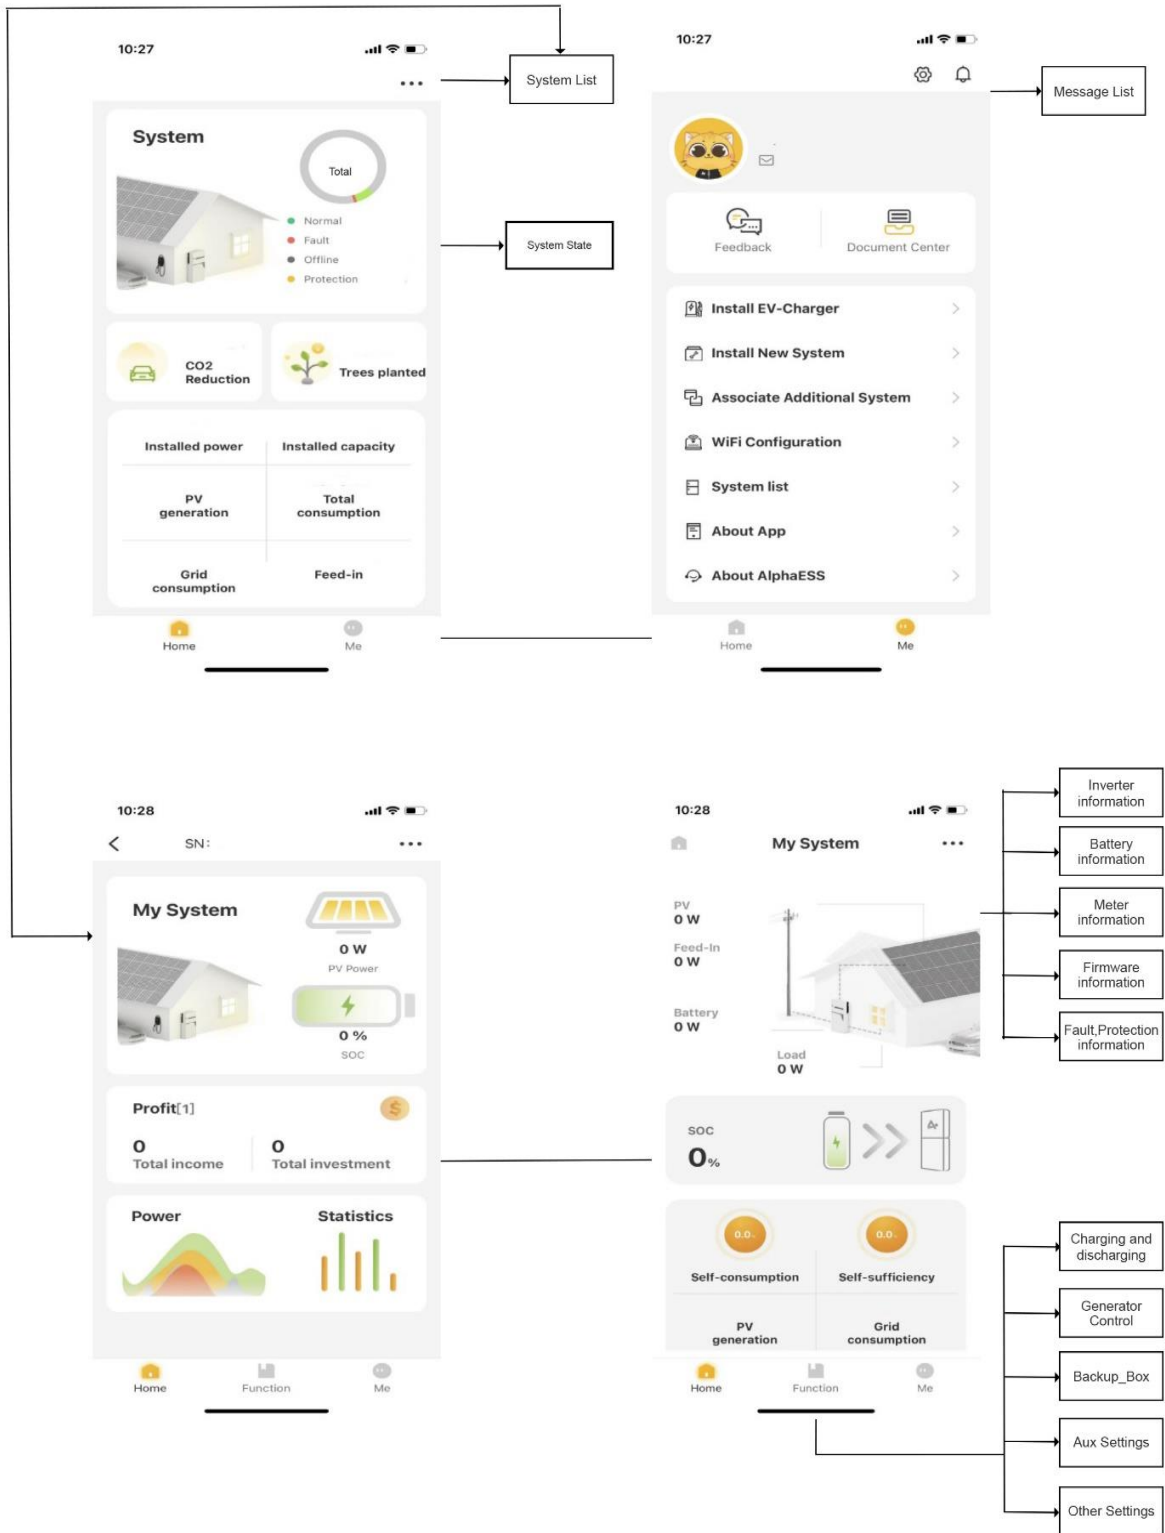 10:27
System List
System
Total
Normal
Fault
Offline
Protection
System State
CO2
Reduction
Trees planted
Installed power
Installed capacity
PV
generation
Total
consumption
Grid
consumption
Feed-in
Home
Me
10:27
Message List
Feedback
Document Center
Install EV-Charger
Install New System
Associate Additional System
WiFi Configuration
System list
About App
About AlphaESS
Home
Me
10:28
SN:
My System
0 W
PV Power
0 %
SOC
Profit[1]
0
Total income
0
Total investment
Power
Statistics
Home
Function
Me
10:28
My System
PV
0 W
Feed-In
0 W
Battery
0 W
Load
0 W
SOC
0%
0.0
Self-consumption
0.0
Self-sufficiency
PV
generation
Grid
consumption
Home
Function
Me
Inverter
information
Battery
information
Meter
information
Firmware
information
Fault,Protection
information
Charging and
discharging
Generator
Control
Backup_Box
Aux Settings
Other Settings